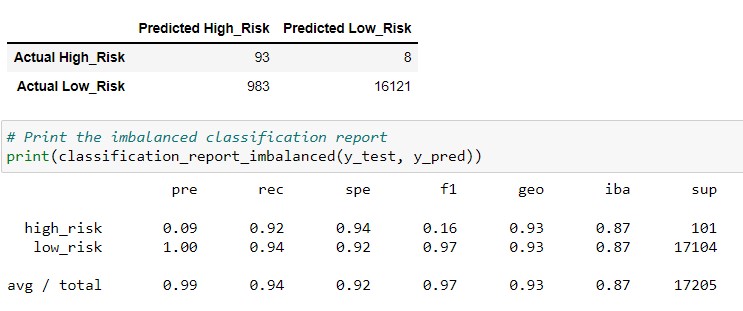 Predicted High_Risk Predicted Low_Risk
Actual High_Risk 93 8
Actual Low_Risk 983 16121
# Print the imbalanced classification report
print(classification_report_imbalanced(y_test, y_pred))
pre rec spe f1 geo iba sup
high_risk 0.09 0.92 0.94 0.16 0.93 0.87 101
low_risk 1.00 0.94 0.92 0.97 0.93 0.87 17104
avg / total 0.99 0.94 0.92 0.97 0.93 0.87 17205